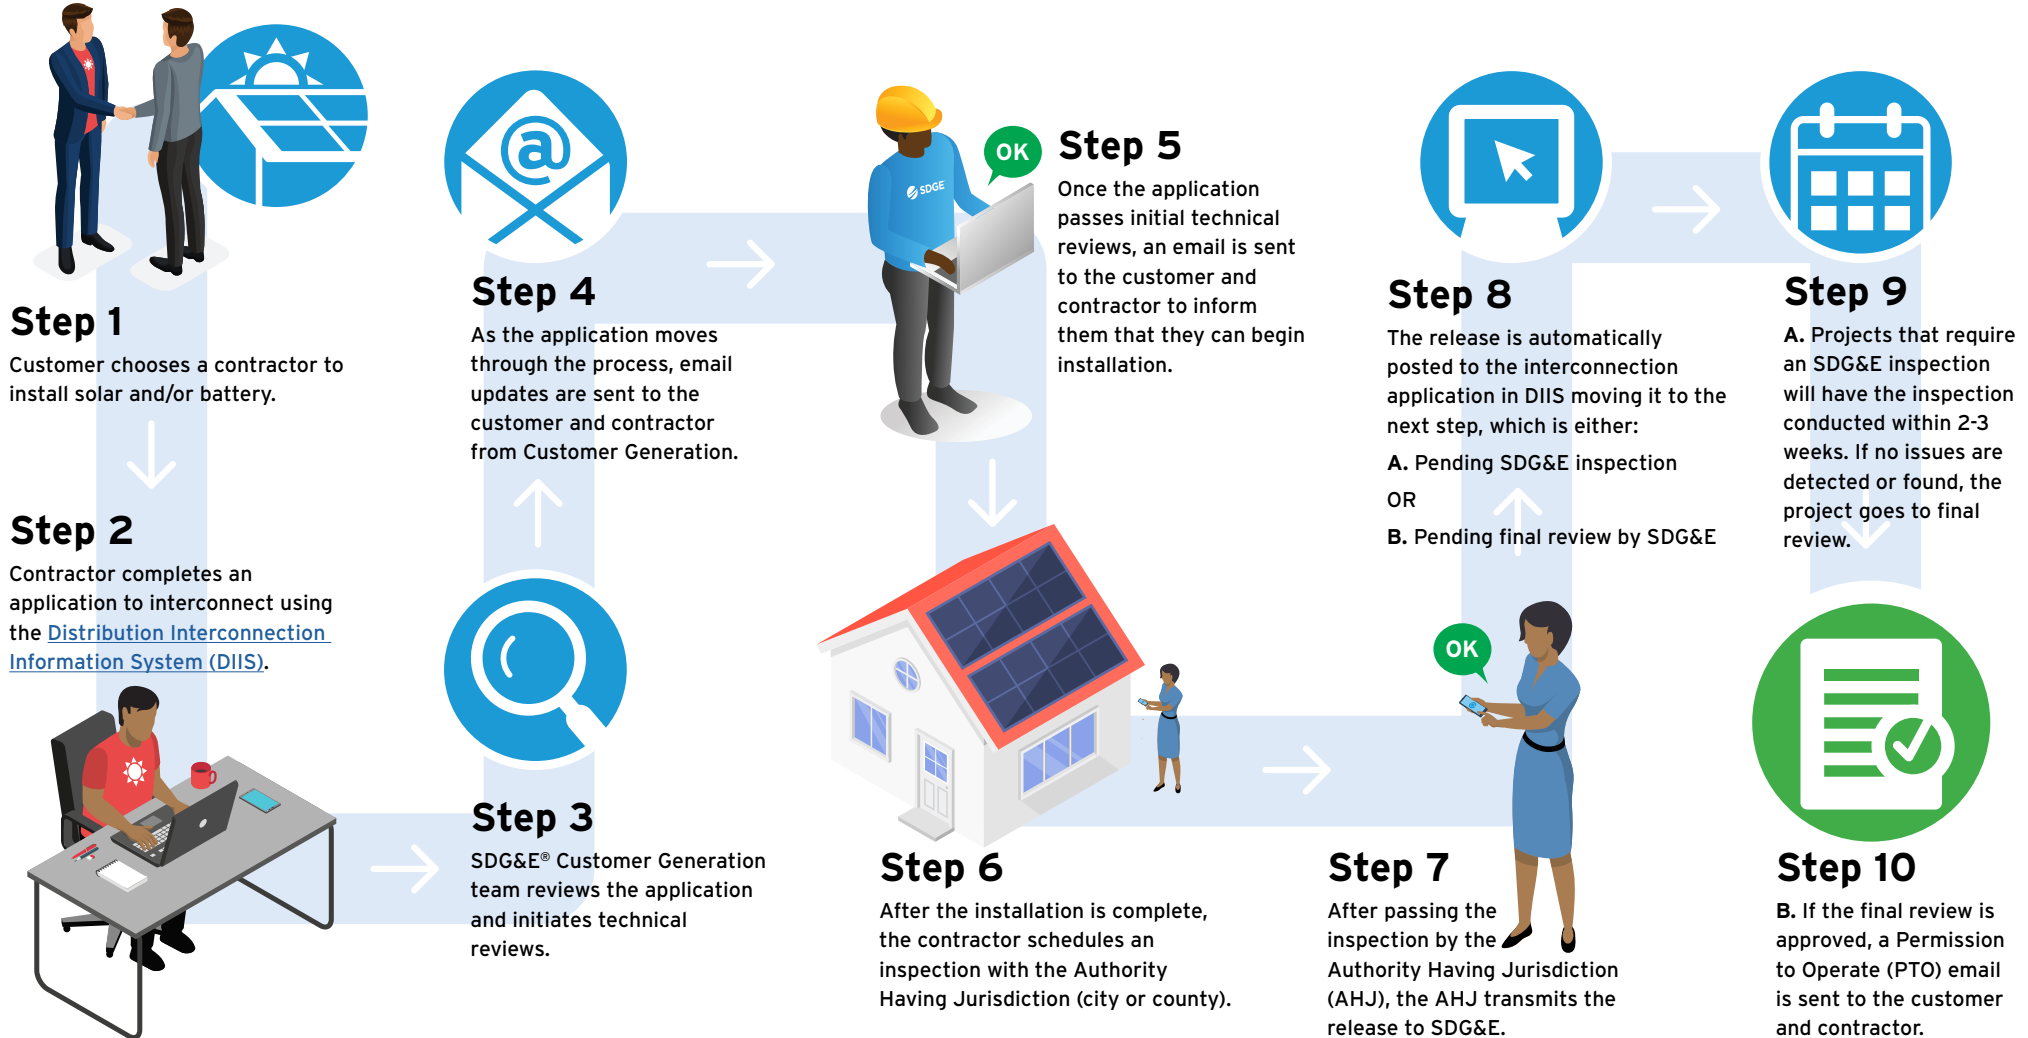 Step 1
Customer chooses a contractor to
install solar and/or battery.
Step 2
Contractor completes an
application to interconnect using
the Distribution Interconnection
Information System (DIIS).
Step 3
SDG&E® Customer Generation
team reviews the application
and initiates technical
reviews.
@
Step 4
As the application moves
through the process, email
updates are sent to the
customer and contractor
from Customer Generation.
SDGE
OK
Step 5
Once the application
passes initial technical
reviews, an email is sent
to the customer and
contractor to inform
them that they can begin
installation.
Step 6
After the installation is complete,
the contractor schedules an
inspection with the Authority
Having Jurisdiction (city or county).
OK
Step 7
After passing the
inspection by the
Authority Having Jurisdiction
(AHJ), the AHJ transmits the
release to SDG&E.
Step 8
The release is automatically
posted to the interconnection
application in DIIS moving it to the
next step, which is either:
A. Pending SDG&E inspection
OR
B. Pending final review by SDG&E
Step 9
A. Projects that require
an SDG&E inspection
will have the inspection
conducted within 2-3
weeks. If no issues are
detected or found, the
project goes to final
review.
Step 10
B. If the final review is
approved, a Permission
to Operate (PTO) email
is sent to the customer
and contractor.